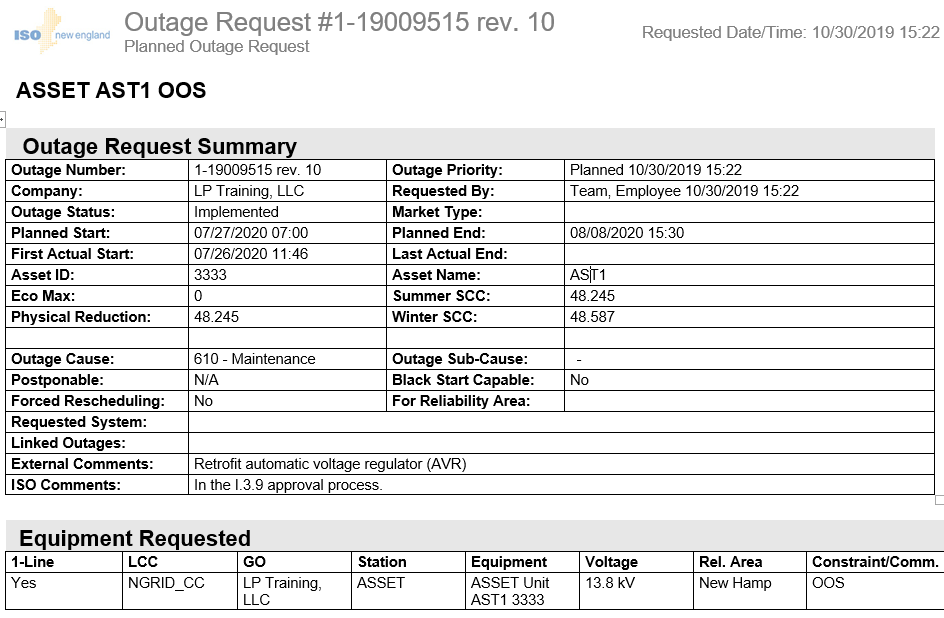 ISO new england
Outage Request #1-19009515 rev. 10
Planned Outage Request
Requested Date/Time: 10/30/2019 15:22
ASSET AST1 OOS
Outage Request Summary
Outage Number: 1-19009515 rev. 10 Outage Priority: Planned 10/30/2019 15:22
Company: LP Training, LLC Requested By: Team, Employee 10/30/2019 15:22
Outage Status: Implemented Market Type:
Planned Start: 07/27/2020 07:00 Planned End: 08/08/2020 15:30
First Actual Start: 07/26/2020 11:46 Last Actual End:
Asset ID: 3333 Asset Name: AST1
Eco Max: 0 Summer SCC: 48.245
Physical Reduction: 48.245 Winter SCC: 48.587
Outage Cause: 610 - Maintenance Outage Sub-Cause: -
Postponable: N/A Black Start Capable: No
Forced Rescheduling: No For Reliability Area:
Requested System:
Linked Outages:
External Comments: Retrofit automatic voltage regulator (AVR)
ISO Comments: In the I.3.9 approval process.
Equipment Requested
1-Line LCC GO Station Equipment Voltage Rel. Area Constraint/Comm.
Yes NGRID_CC LP Training, ASSET ASSET Unit 13.8 kV New Hamp OOS
LLC AST1 3333